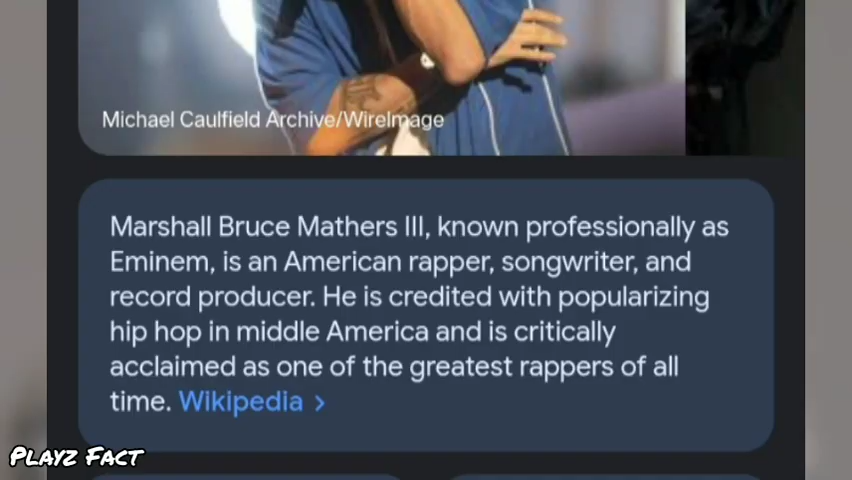 Michael Caulfield Archive/WireImage
Marshall Bruce Mathers III, known professionally as
Eminem, is an American rapper, songwriter, and
record producer. He is credited with popularizing
hip hop in middle America and is critically
acclaimed as one of the greatest rappers of all
time. Wikipedia >
PLAYZ FACT